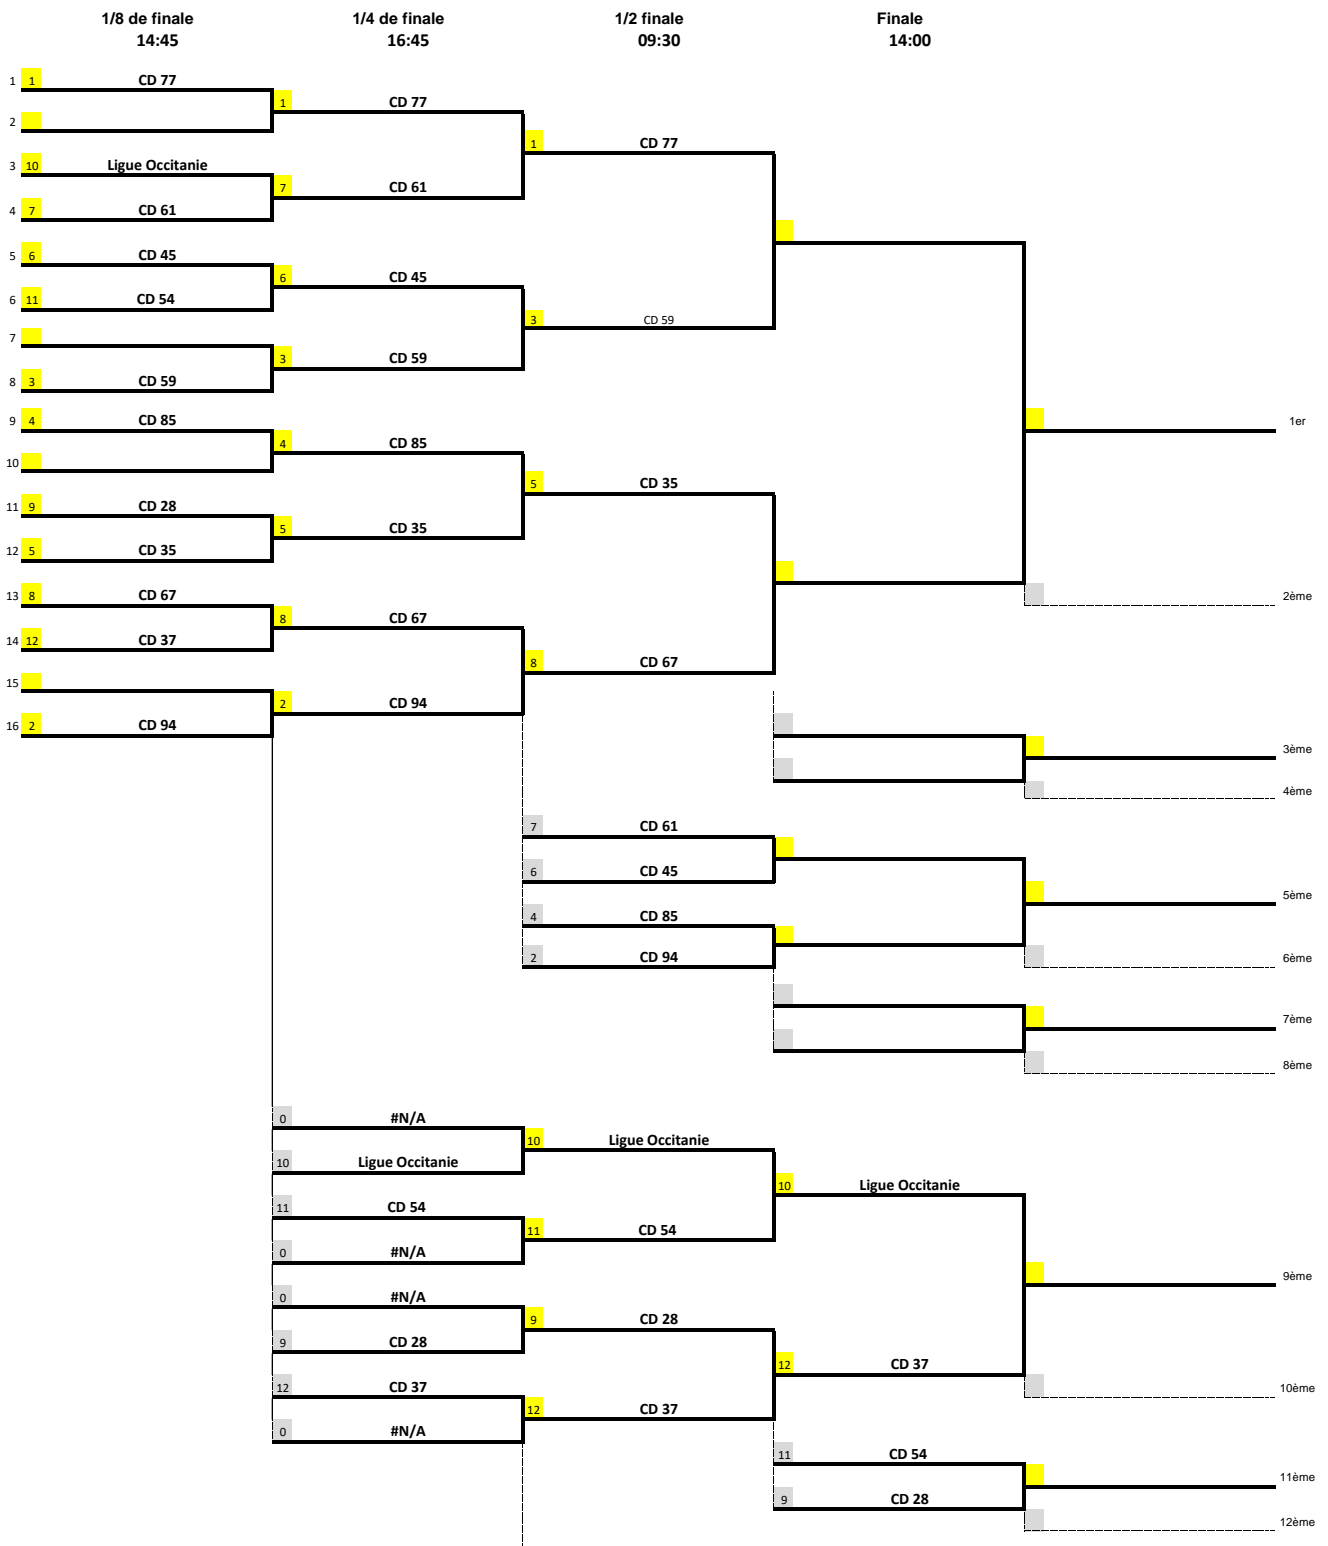 1/8 de finale 1/4 de finale 1/2 finale Finale
14:45 16:45 09:30 14:00
1 1 CD 77
1 CD 77
2
1 CD 77
3 10 Ligue Occitanie
7 CD 61
4 7 CD 61
5 6 CD 45
6 CD 45
6 11 CD 54
3 CD 59
7
3 CD 59
8 3 CD 59
9 4 CD 85
1er
4 CD 85
10
5 CD 35
11 9 CD 28
5 CD 35
12 5 CD 35
13 8 CD 67
2ème
8 CD 67
14 12 CD 37
8 CD 67
15
2 CD 94
16 2 CD 94
3ème
4ème
7 CD 61
6 CD 45
5ème
4 CD 85
2 CD 94
6ème
7ème
8ème
0 #N/A
10 Ligue Occitanie
10 Ligue Occitanie
10 Ligue Occitanie
11 CD 54
11 CD 54
0 #N/A
9ème
0 #N/A
9 CD 28
9 CD 28
12 CD 37
12 CD 37
10ème
12 CD 37
0 #N/A
11 CD 54
11ème
9 CD 28
12ème